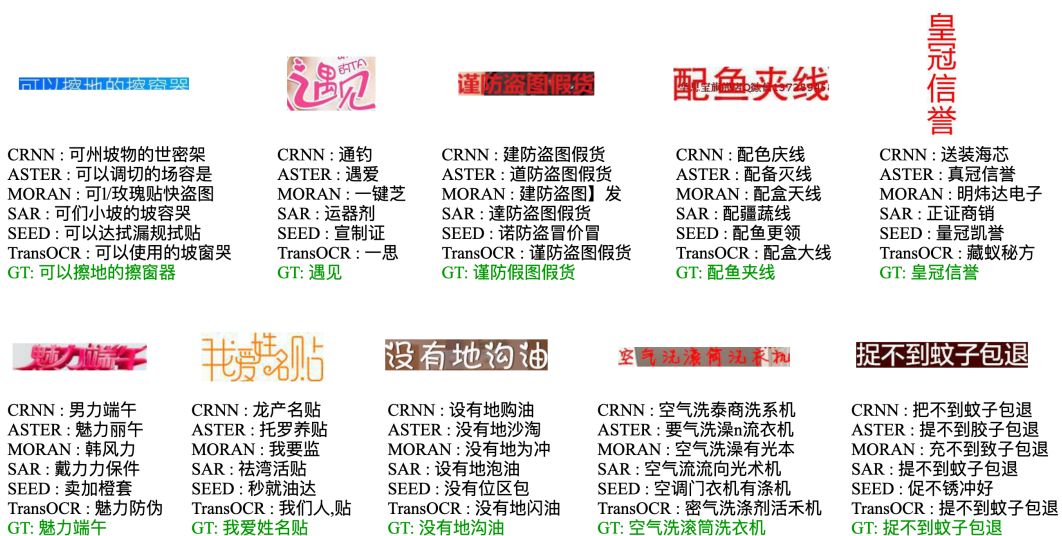 可以擦地的擦窗器
遇见
的TA
谨防盗图假货
配鱼夹线
皇冠信誉
CRNN : 可州坡物的世密架
ASTER : 可以调切的场容是
MORAN : 可l/玫瑰贴快盗图
SAR : 可们小坡的坡容哭
SEED : 可以达拭漏规拭贴
TransOCR : 可以使用的坡窗哭
GT: 可以擦地的擦窗器
CRNN : 通钓
ASTER : 遇爱
MORAN : 一键芝
SAR : 运器剂
SEED : 宣制证
TransOCR : 一思
GT: 遇见
CRNN : 建防盗图假货
ASTER : 道防盗图假货
MORAN : 建防盗图】发
SAR : 達防盗图假货
SEED : 诺防盗冒价冒
TransOCR : 谨防盗图假货
GT: 谨防假图假货
CRNN : 配色庆线
ASTER : 配备灭线
MORAN : 配盒天线
SAR : 配疆蔬线
SEED : 配鱼更领
TransOCR : 配盒大线
GT: 配鱼夹线
CRNN : 送装海芯
ASTER : 真冠信誉
MORAN : 明炜达电子
SAR : 正证商销
SEED : 量冠凯誉
TransOCR : 藏蚁秘方
GT: 皇冠信誉
魅力端午
我爱姓名贴
没有地沟油
空气洗滚筒洗衣机
捉不到蚊子包退
CRNN : 男力端午
ASTER : 魅力丽午
MORAN : 韩风力
SAR : 戴力力保件
SEED : 卖加橙套
TransOCR : 魅力防伪
GT: 魅力端午
CRNN : 龙产名贴
ASTER : 托罗养贴
MORAN : 我要监
SAR : 祛湾活贴
SEED : 秒就油达
TransOCR : 我们人,贴
GT: 我爱姓名贴
CRNN : 设有地购油
ASTER : 没有地沙淘
MORAN : 没有地为冲
SAR : 设有地泡油
SEED : 没有位区包
TransOCR : 没有地闪油
GT: 没有地沟油
CRNN : 空气洗泰商洗系机
ASTER : 要气洗澡n流衣机
MORAN : 空气洗澡有光本
SAR : 空气流流向光术机
SEED : 空调门衣机有涤机
TransOCR : 密气洗涤剂活禾机
GT: 空气洗滚筒洗衣机
CRNN : 把不到蚊子包退
ASTER : 提不到胶子包退
MORAN : 充不到致子包退
SAR : 提不到蚊子包退
SEED : 促不锈冲好
TransOCR : 提不到蚊子包退
GT: 捉不到蚊子包退